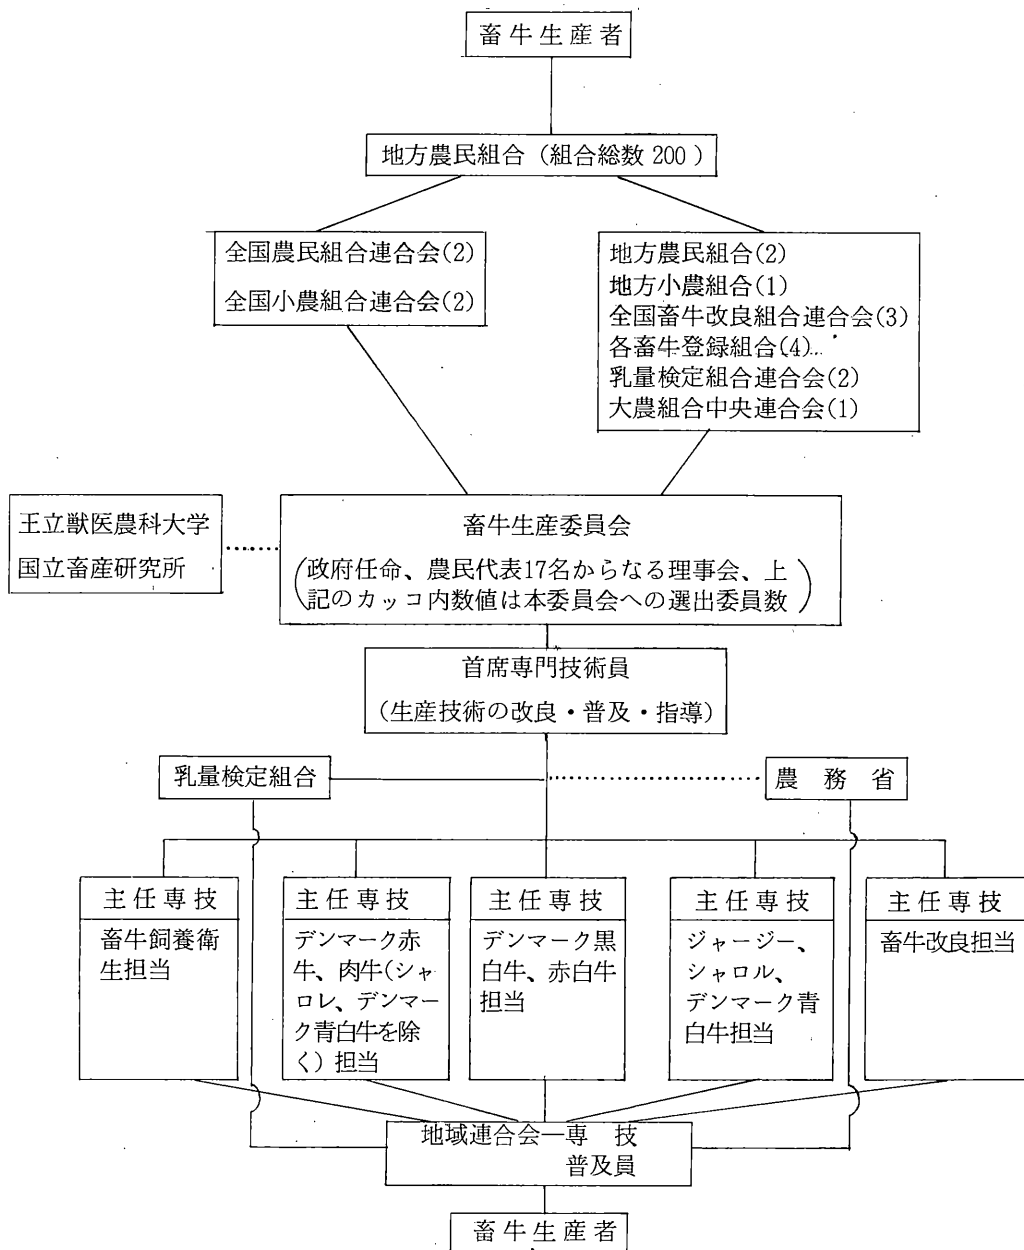 畜牛生産者
地方農民組合（組合総数200）
全国農民組合連合会(2)
全国小農組合連合会(2)
地方農民組合(2)
地方小農組合(1)
全国畜牛改良組合連合会(3)
各畜牛登録組合(4)
乳量検定組合連合会(2)
大農組合中央連合会(1)
王立獣医農科大学
国立畜産研究所
畜牛生産委員会
(政府任命、農民代表17名からなる理事会、上
記のカッコ内数値は本委員会への選出委員数)
首席専門技術員
（生産技術の改良・普及・指導）
乳量検定組合
農務省
主任専技
畜牛飼養衛
生担当
主任専技
デンマーク赤
牛、肉牛(シャ
ロレ、デンマー
ク青白牛を除
く）担当
主任専技
デンマーク黒
白牛、赤白牛
担当
主任専技
ジャージー、
シャロル、
デンマーク青
白牛担当
主任専技
畜牛改良担当
地域連合会―専技
普及員
畜牛生産者